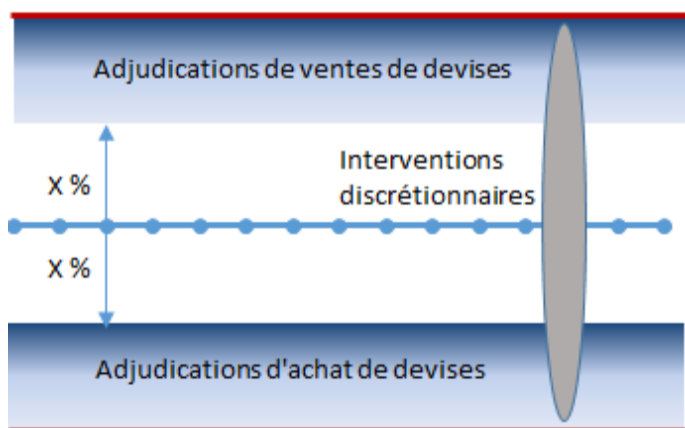 Adjudications de ventes de devises
Interventions
discrétionnaires
X %
X %
Adjudications d'achat de devises